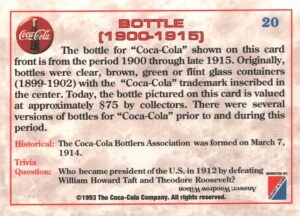 Coca-Cola
BOTTLE
(1900-1915)
20
The bottle for "Coca-Cola" shown on this card
front is from the period 1900 through late 1915. Originally,
bottles were clear, brown, green or flint glass containers
(1899-1902) with the "Coca-Cola" trademark inscribed
in the center. Today, the bottle pictured on this card is valued
at approximately $75 by collectors. There were several
versions of bottles for "Coca-Cola" prior to and during this
period.
Historical: The Coca-Cola Bottlers Association was formed on March 7,
1914.
Trivia
Question: Who became president of the U.S. in 1912 by defeating
William Howard Taft and Theodore Roosevelt?
Answer: Woodrow Wilson
©1993 The Coca-Cola Company. All rights reserved.